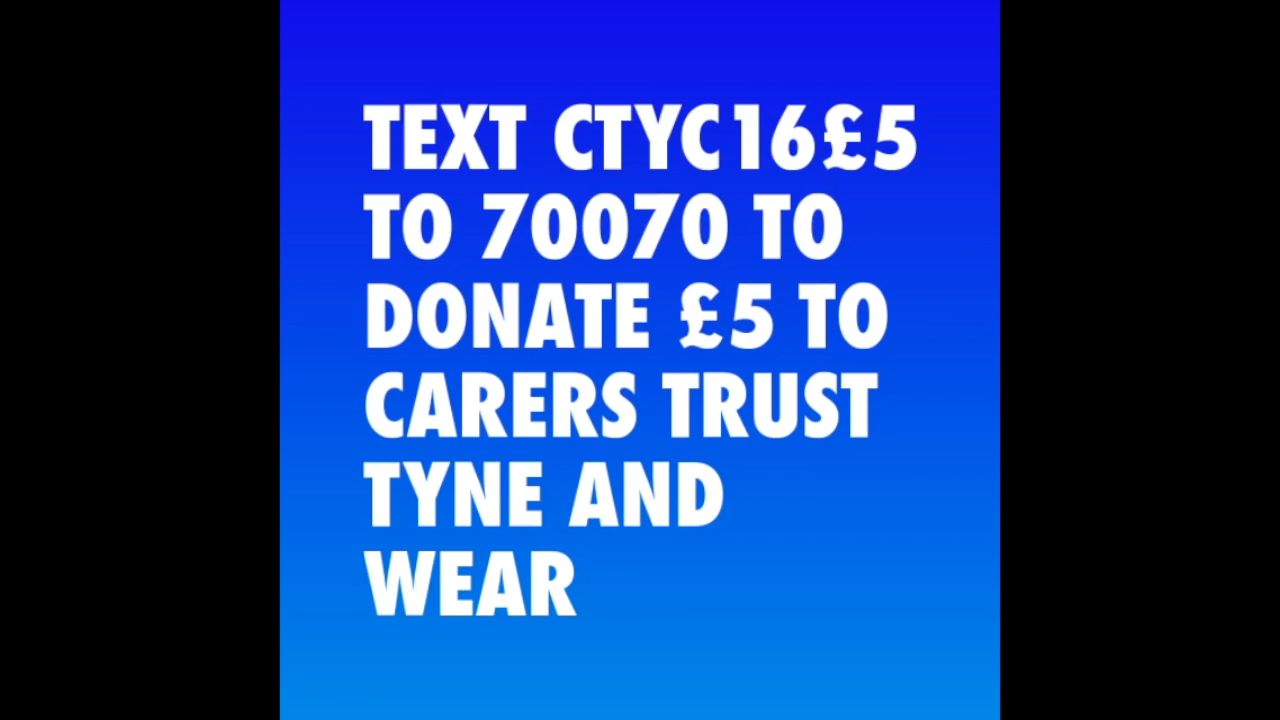 TEXT CTYC16£5
TO 70070 TO
DONATE £5 TO
CARERS TRUST
TYNE AND
WEAR